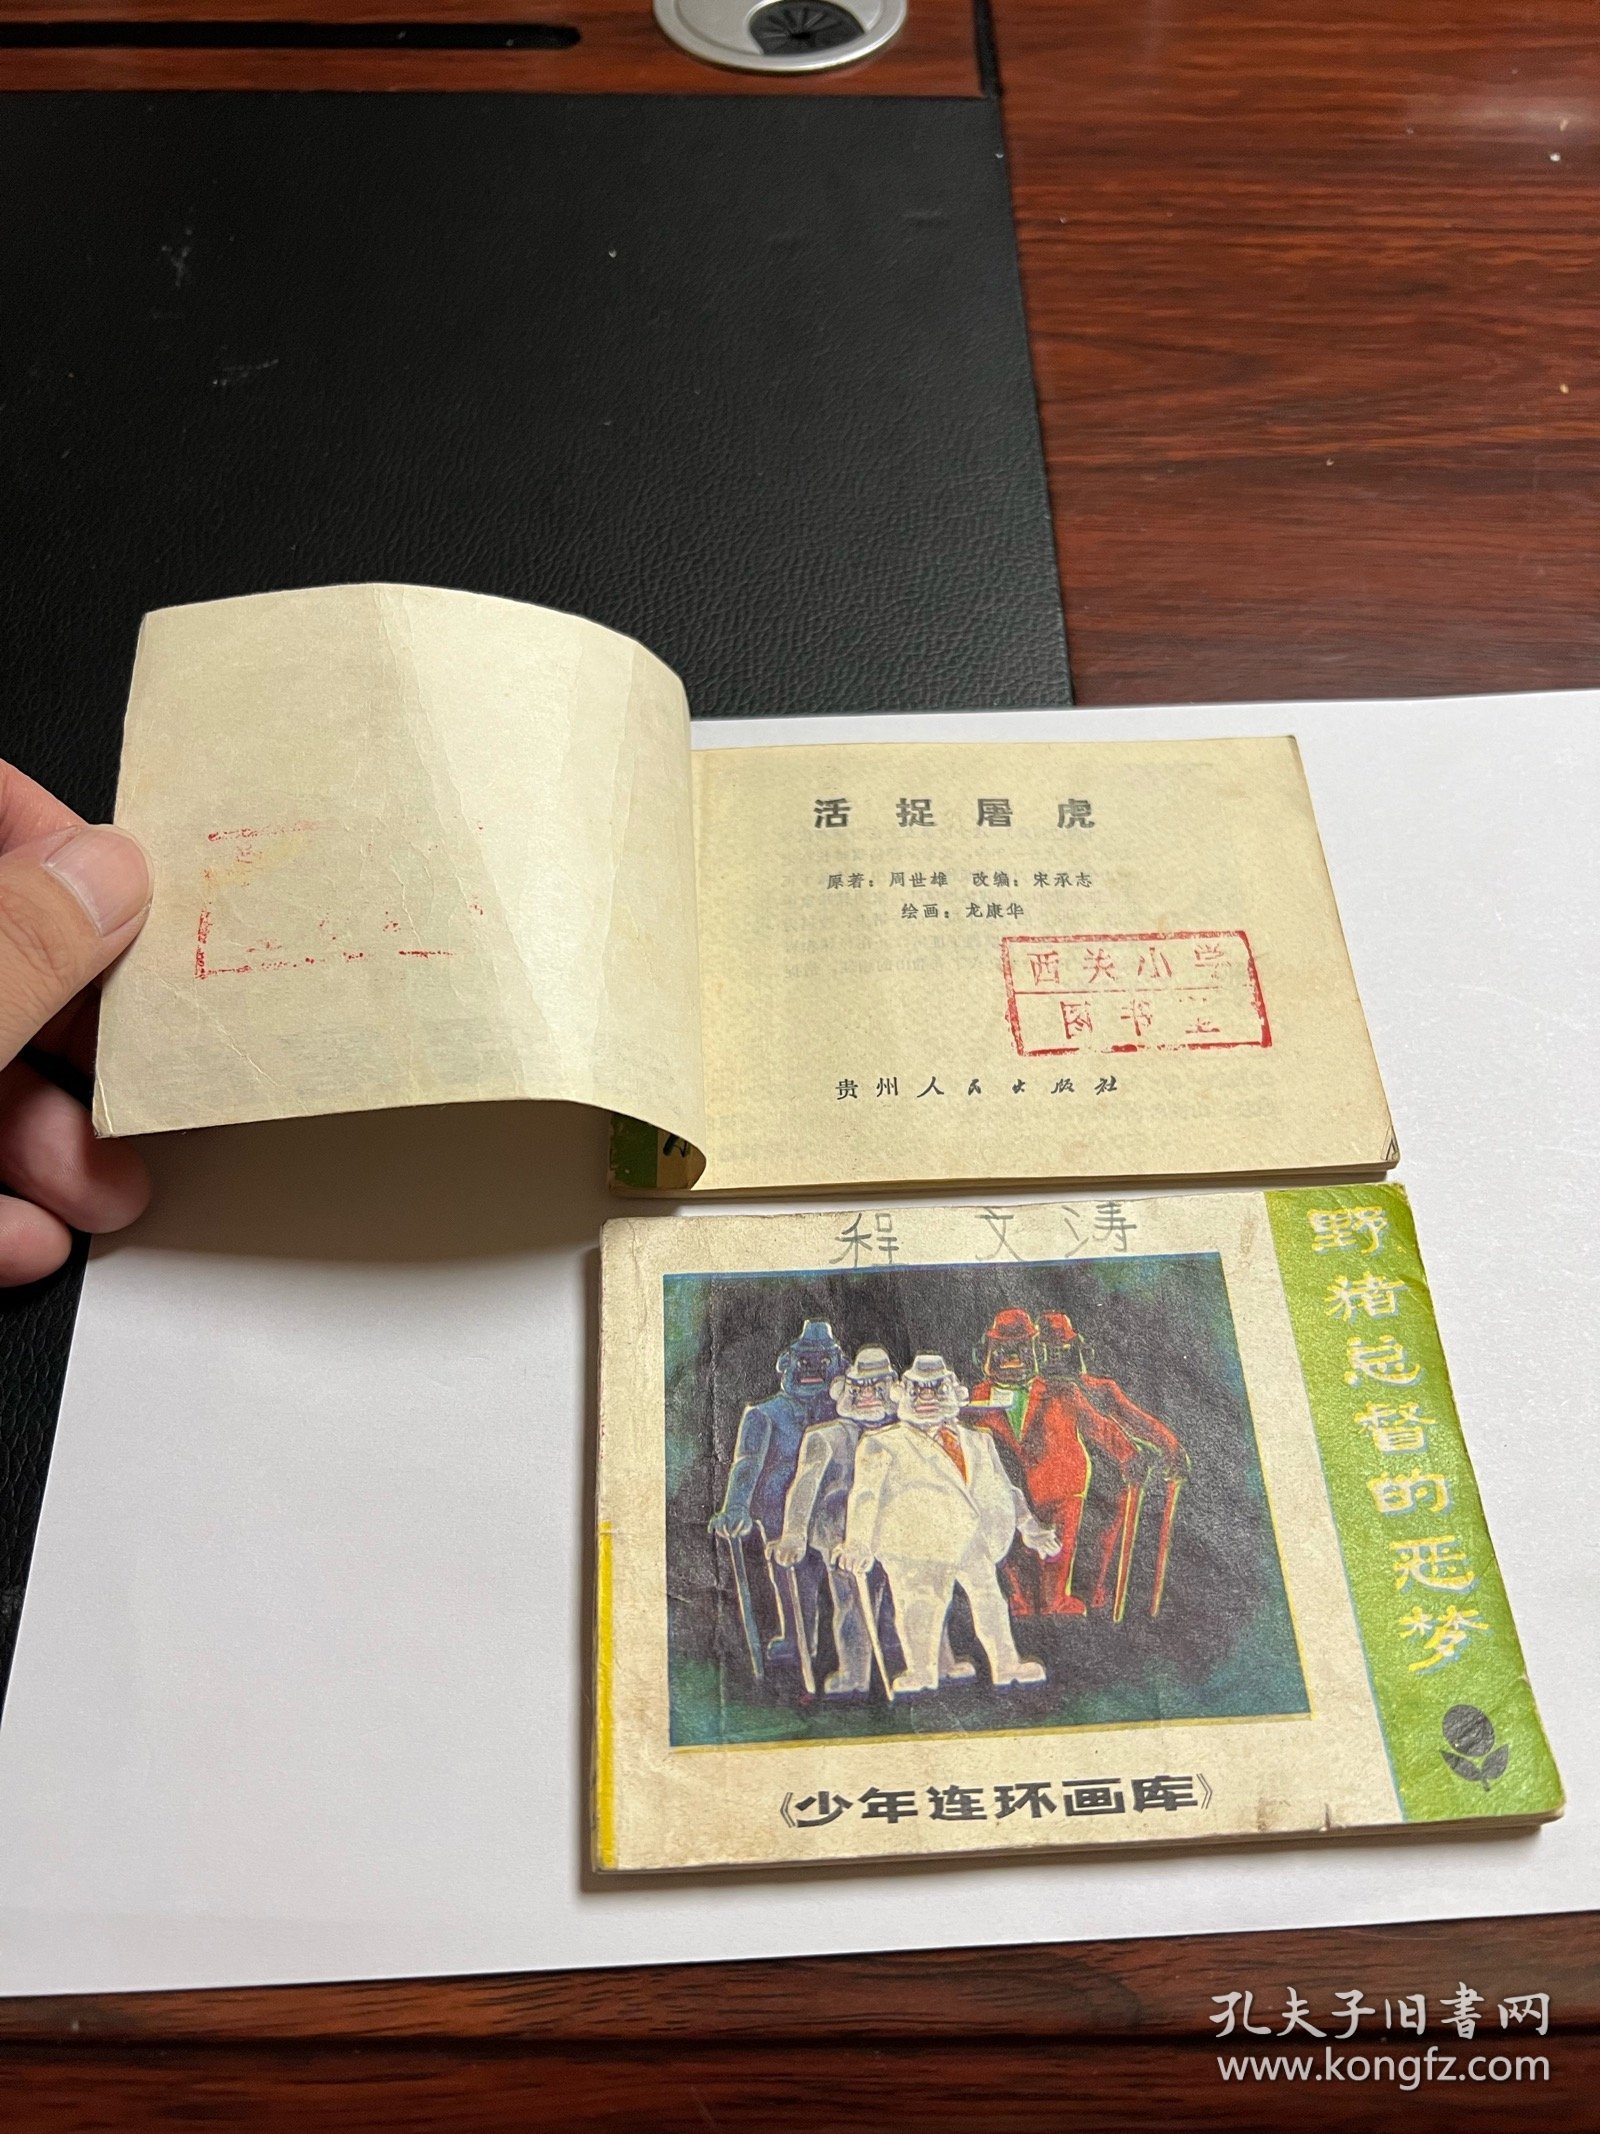 活捉屠虎
原著：周世雄 改编：宋承志
绘画：龙康华
西关小学
图书室
贵州人民出版社
程文涛
野猪总督的恶梦
《少年连环画库》
孔夫子旧書网
www.kongfz.com